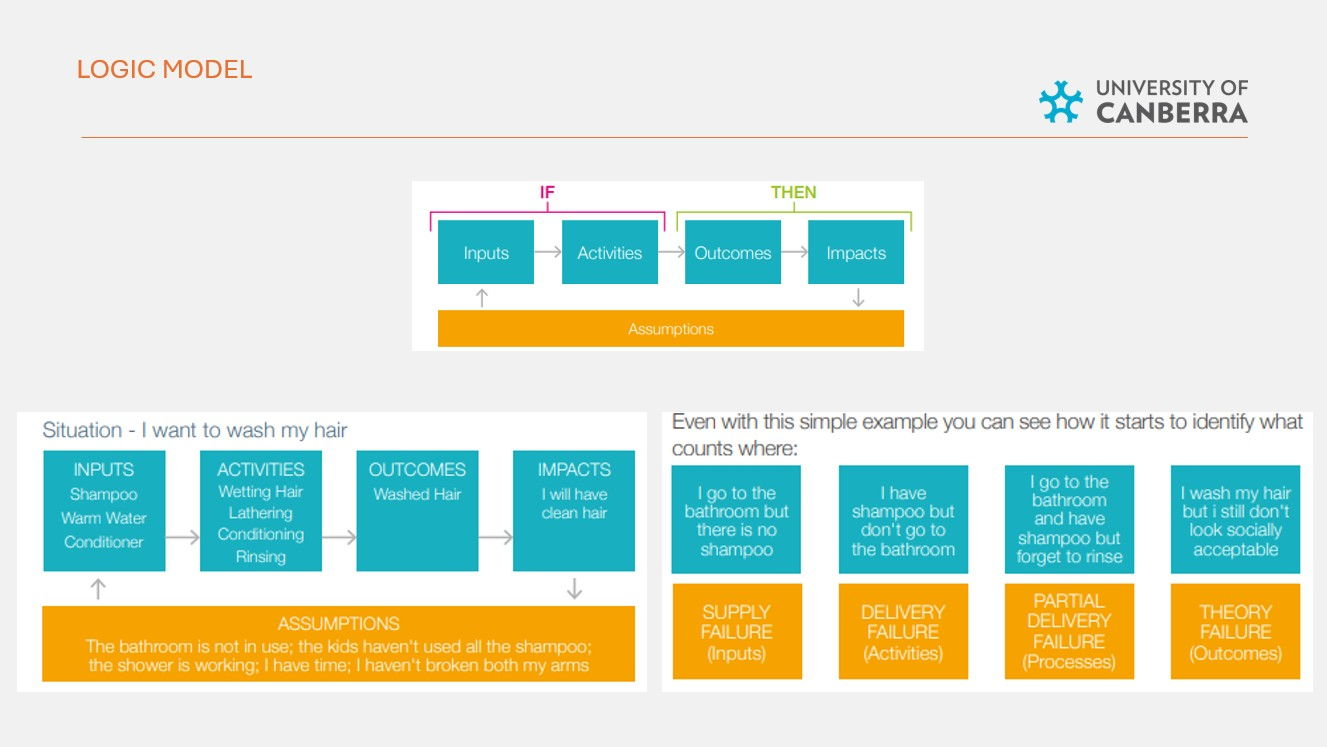 LOGIC MODEL
UNIVERSITY OF
CANBERRA
IF
THEN
Inputs
Activities
Outcomes
Impacts
Assumptions
Situation - I want to wash my hair
INPUTS
Shampoo
Warm Water
Conditioner
ACTIVITIES
Wetting Hair
Lathering
Conditioning
Rinsing
OUTCOMES
Washed Hair
IMPACTS
I will have
clean hair
ASSUMPTIONS
The bathroom is not in use; the kids haven't used all the shampoo;
the shower is working; I have time; I haven't broken both my arms
Even with this simple example you can see how it starts to identify what
counts where:
I go to the
bathroom but
there is no
shampoo
I have
shampoo but
don't go to
the bathroom
I go to the
bathroom
and have
shampoo but
forget to rinse
I wash my hair
but i still don't
look socially
acceptable
SUPPLY
FAILURE
(Inputs)
DELIVERY
FAILURE
(Activities)
PARTIAL
DELIVERY
FAILURE
(Processes)
THEORY
FAILURE
(Outcomes)